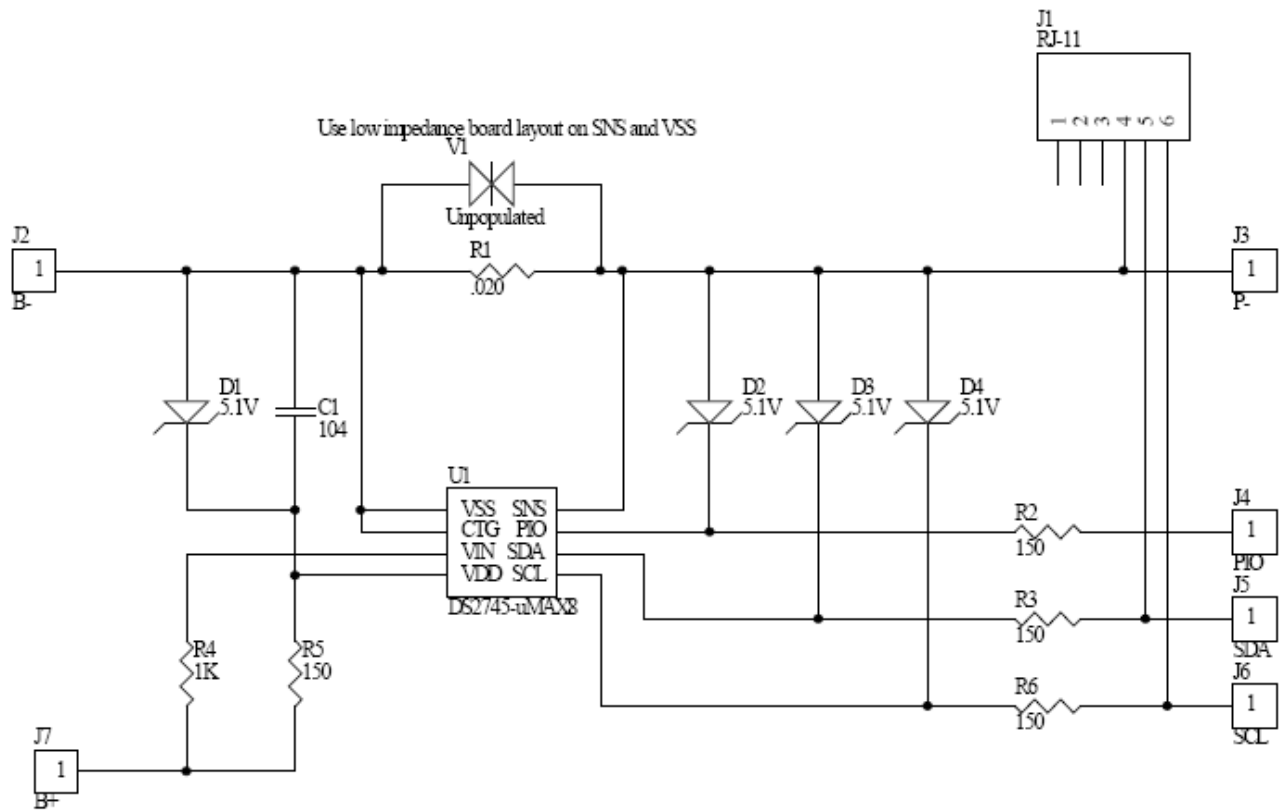 J1
RJ-11
1 2 3 4 5 6
Use low impedance board layout on SNS and VSS
V1
Unpopulated
J2
1
B-
R1
.020
J3
1
P-
D1
5.1V
C1
104
D2
5.1V
D3
5.1V
D4
5.1V
U1
VSS SNS
CTG PIO
VIN SDA
VDD SCL
DS2745-uMAX8
R2
150
J4
1
PIO
R3
150
J5
1
SDA
R4
1K
R5
150
R6
150
J6
1
SCL
J7
1
B+